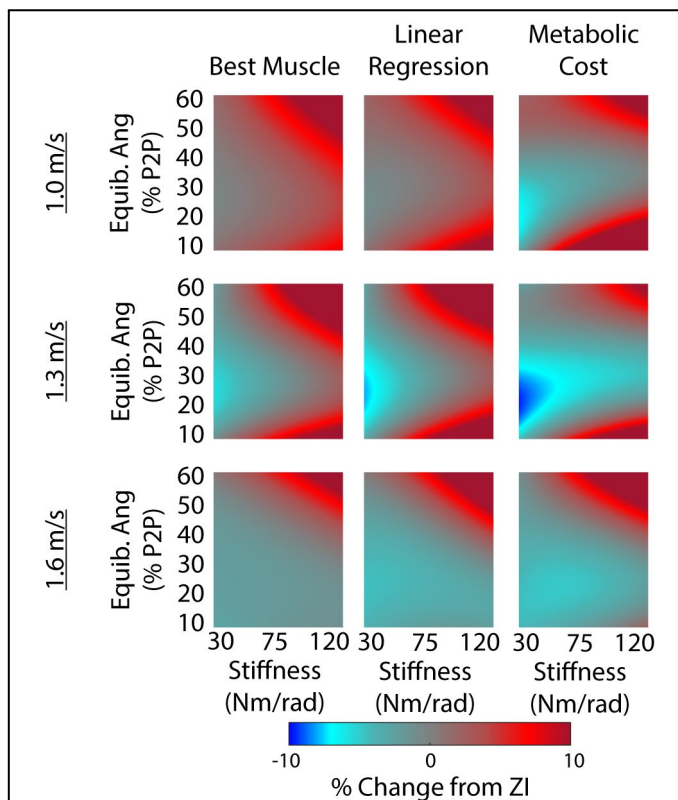 Best Muscle
Linear
Regression
Metabolic
Cost
1.0 m/s
Equib. Ang
(% P2P)
60
50
40
30
20
10
1.3 m/s
Equib. Ang
(% P2P)
60
50
40
30
20
10
1.6 m/s
Equib. Ang
(% P2P)
60
50
40
30
20
10
30 75 120
Stiffness
(Nm/rad)
30 75 120
Stiffness
(Nm/rad)
30 75 120
Stiffness
(Nm/rad)
-10 0 10
% Change from ZI